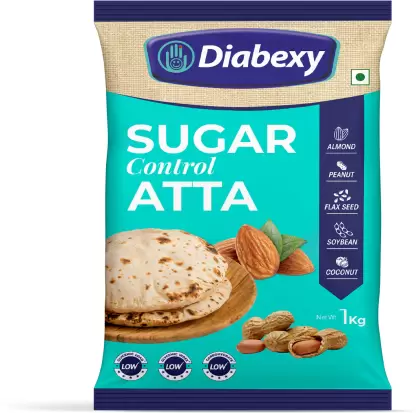 Diabexy
SUGAR
Control
ATTA
ALMOND
PEANUT
FLAX SEED
SOYBEAN
COCONUT
Net Wt. 1Kg
LOW
LOW
LOW